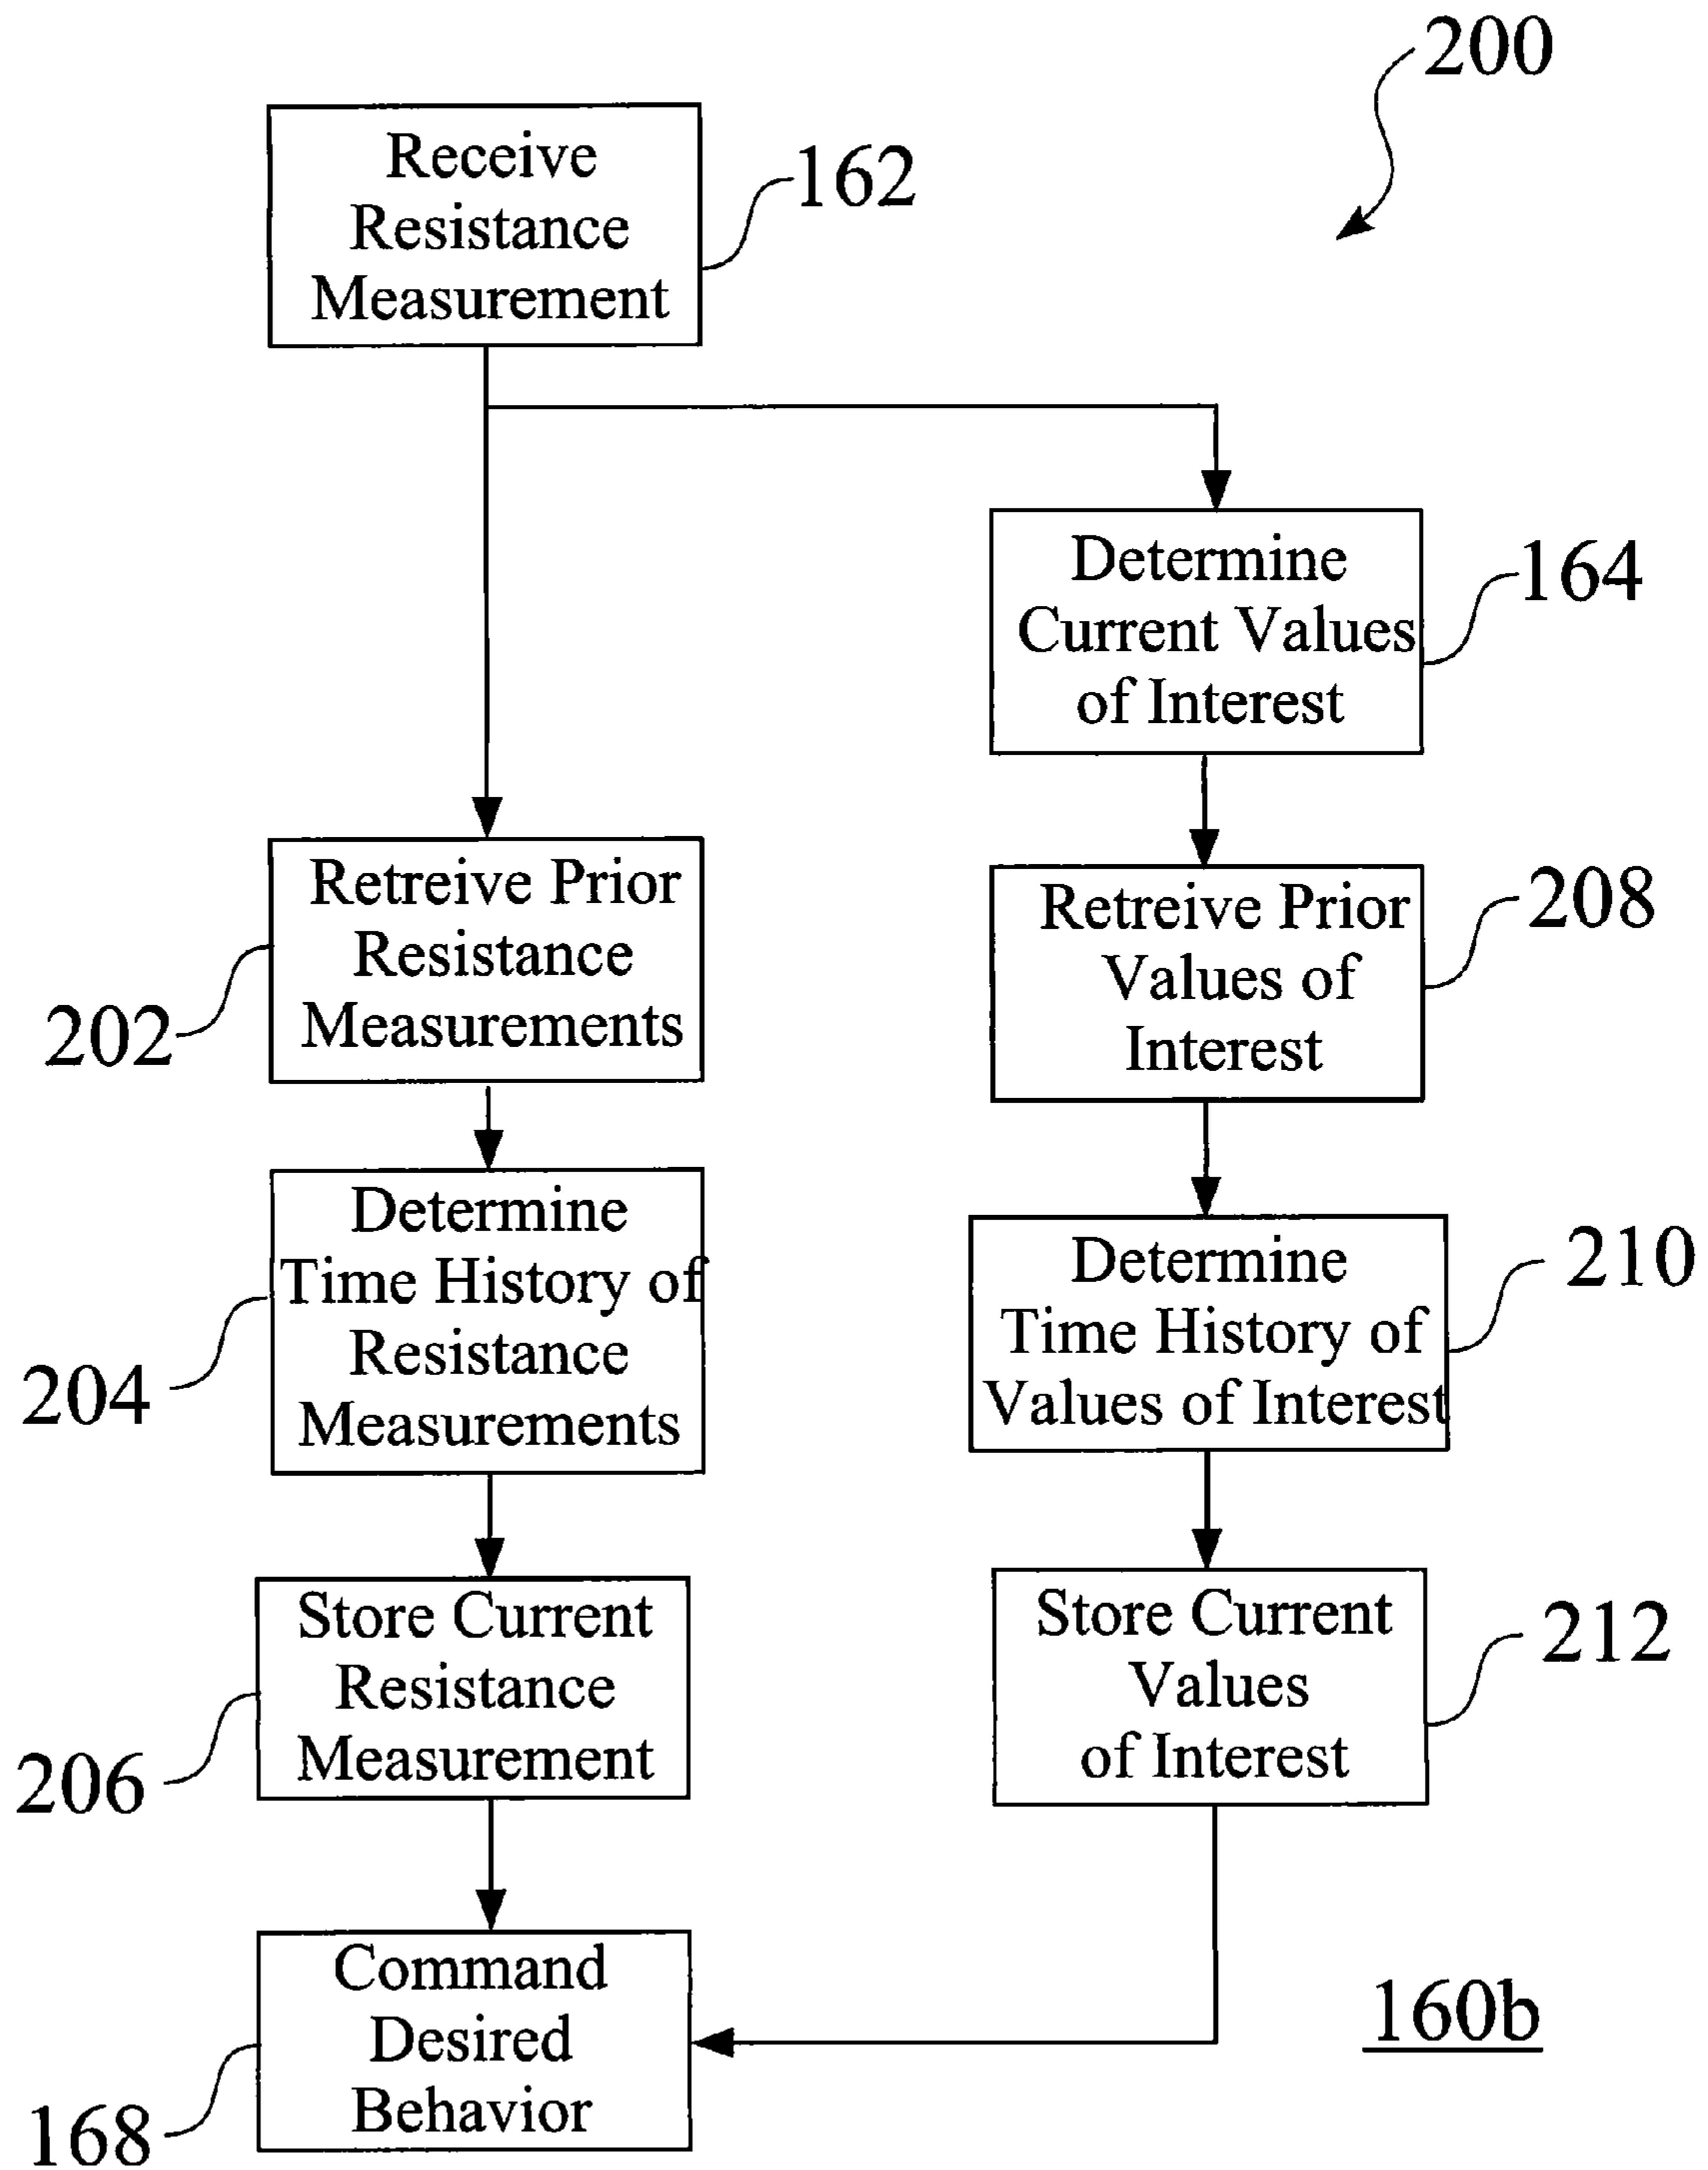 200
Receive
Resistance
Measurement
162
Determine
Current Values
of Interest
164
Retreive Prior
Resistance
Measurements
202
Retreive Prior
Values of
Interest
208
Determine
Time History of
Resistance
Measurements
204
Determine
Time History of
Values of Interest
210
Store Current
Resistance
Measurement
206
Store Current
Values
of Interest
212
Command
Desired
Behavior
168
160b